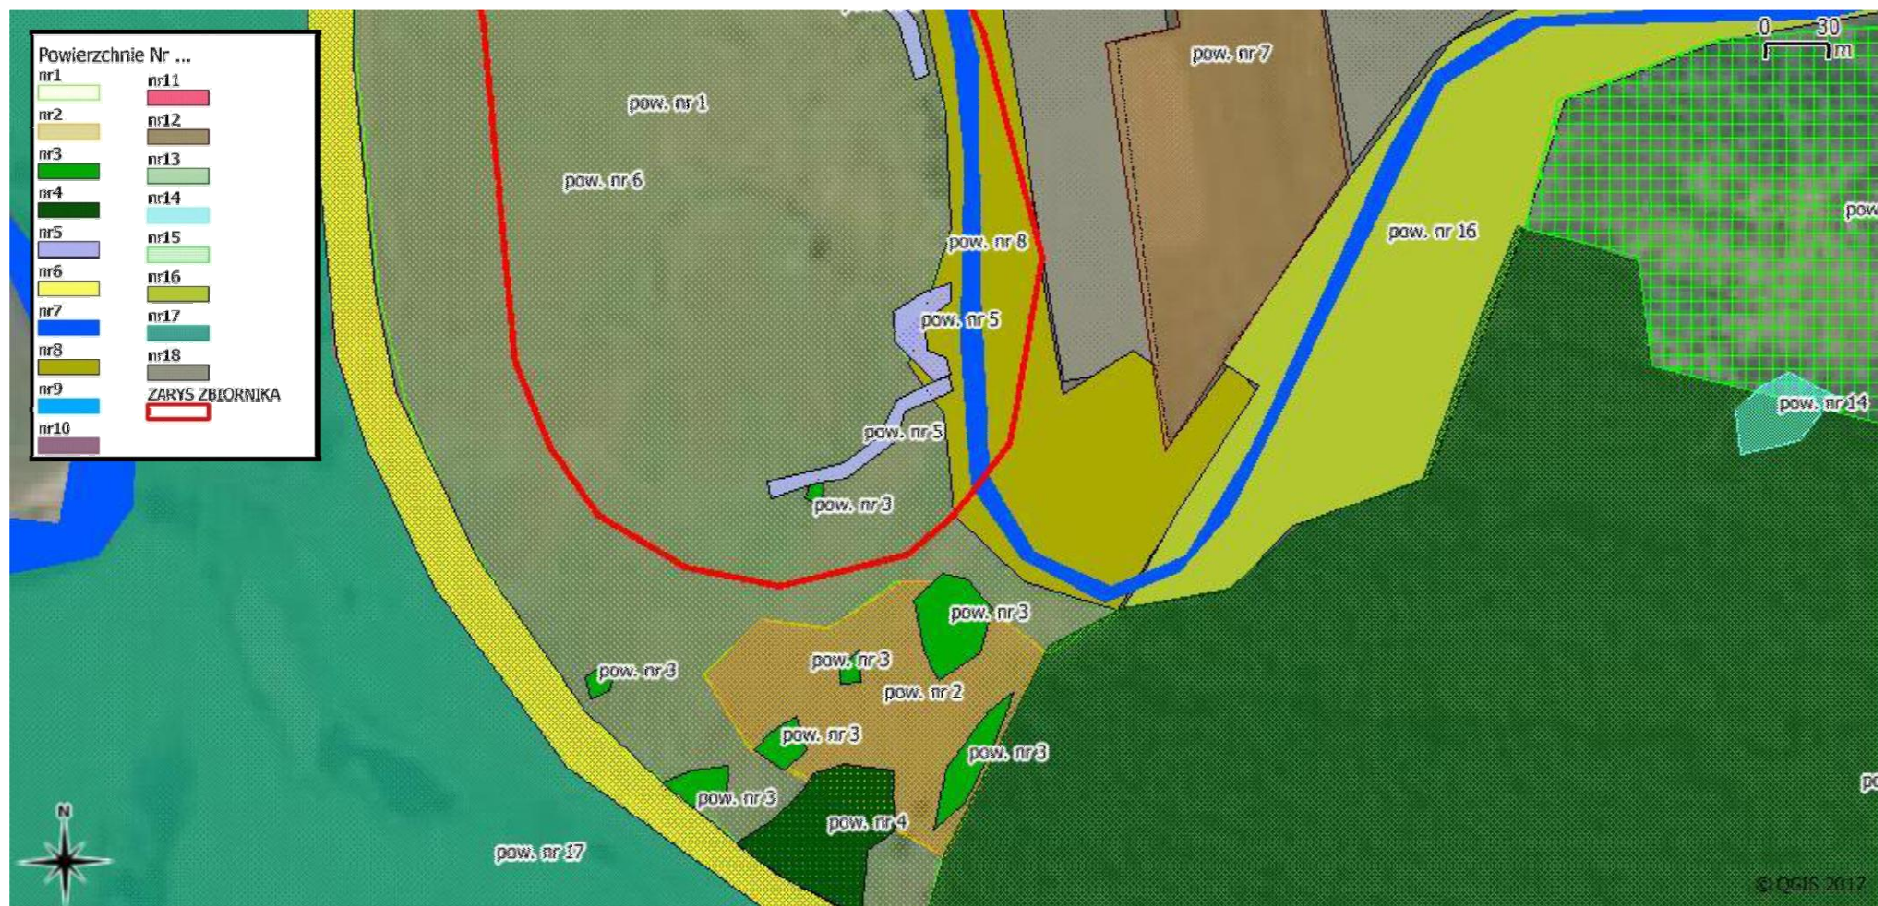 Powierzchnie Nr ...
nr1
nr2
nr3
nr4
nr5
nr6
nr7
nr8
nr9
nr10
nr11
nr12
nr13
nr14
nr15
nr16
nr17
nr18
ZARYS ZBIORNIKA
0 30
m
pow. nr 7
pow. nr 1
pow. nr 6
pow
pow. nr 16
pow. nr 8
pow. nr 5
pow. nr 14
pow. nr 5
pow. nr 3
pow. nr 3
pow. nr 3
pow. nr 3
pow. nr 2
pow. nr 3
pow. nr 3
pow. nr 3
pow. nr 4
pow. nr 17
N
© QGIS 2017